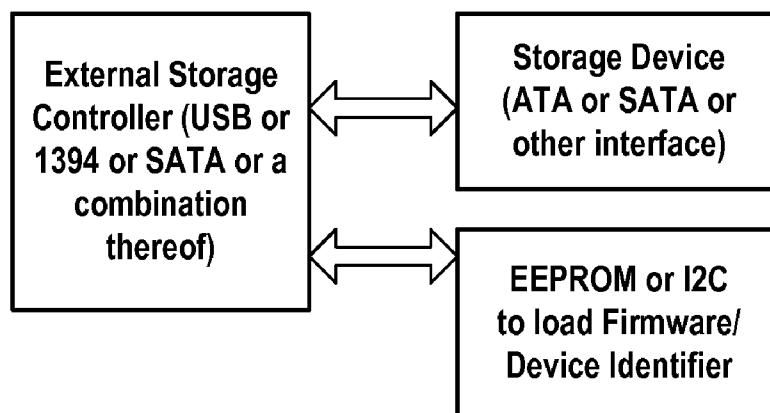 External Storage
Controller (USB or
1394 or SATA or a
combination
thereof)
Storage Device
(ATA or SATA or
other interface)
EEPROM or I2C
to load Firmware/
Device Identifier